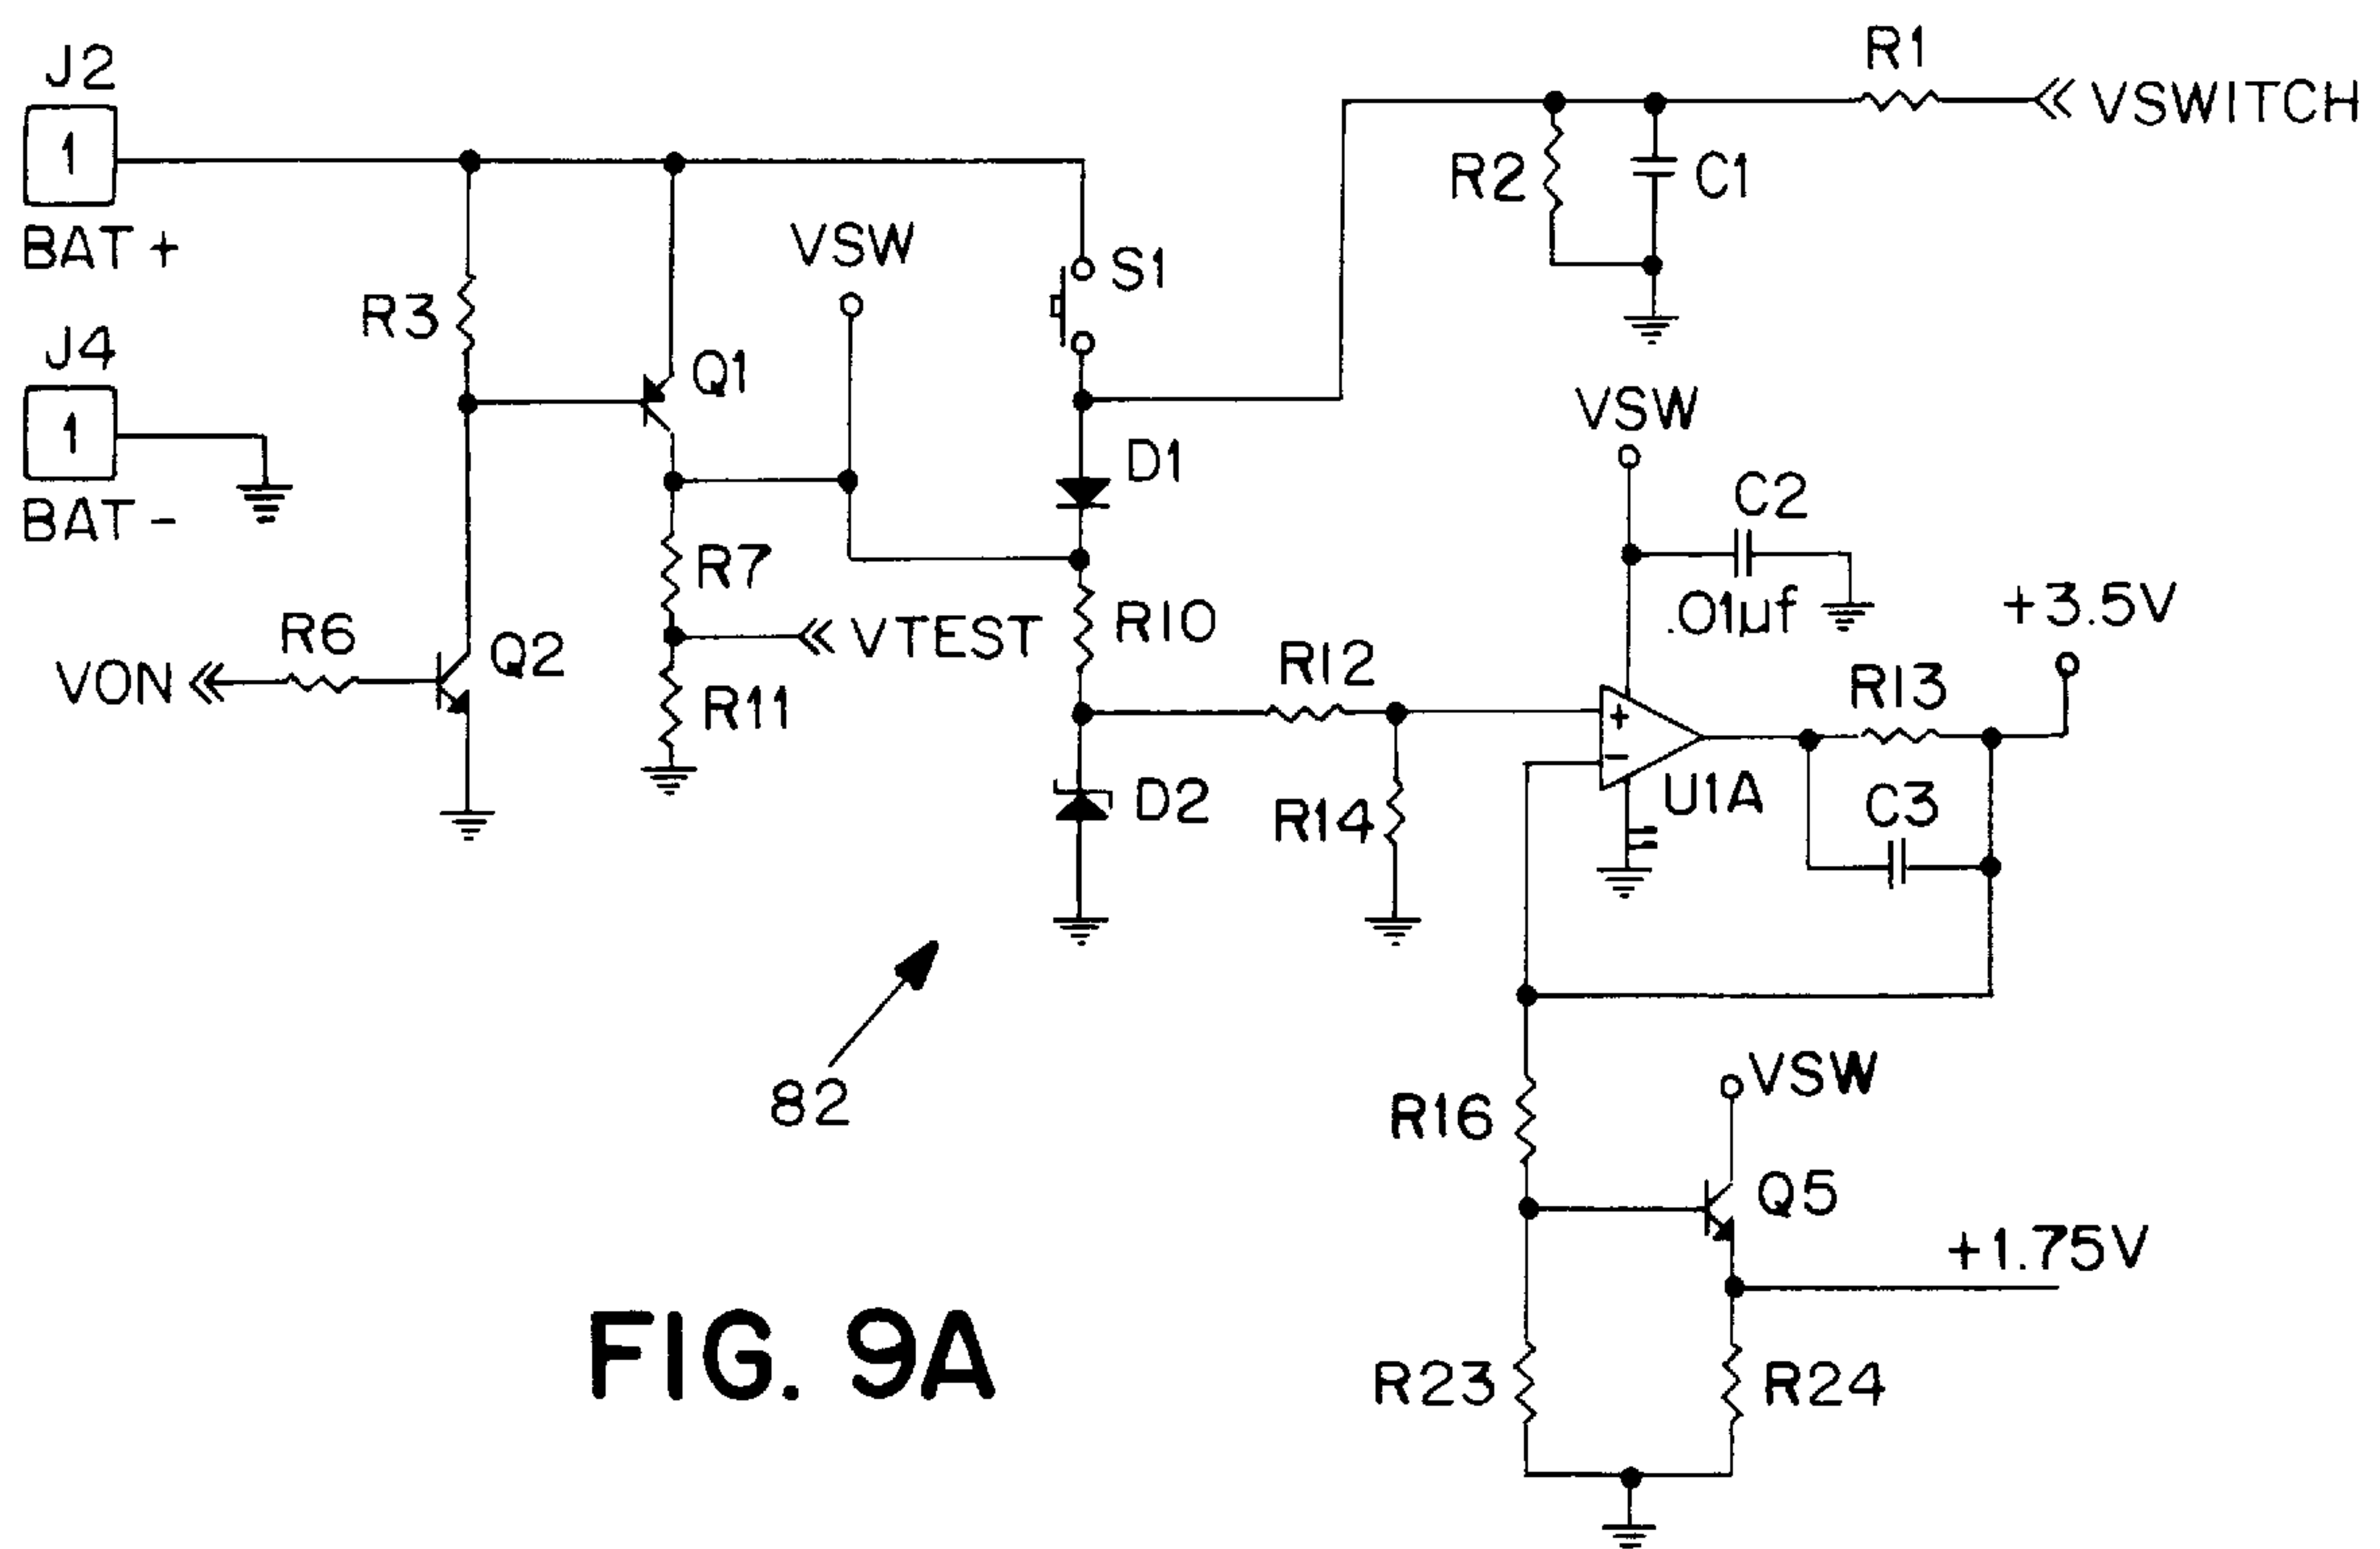 J2
1
BAT +
J4
1
BAT -
R3
Q1
VSW
S1
R1
VSWITCH
R2
C1
D1
VSW
C2
.01µf
+3.5V
R7
R10
VTEST
R6
VON
Q2
R11
R12
R13
+
-
U1A
C3
D2
R14
82
R16
VSW
Q5
+1.75V
R23
R24
FIG. 9A